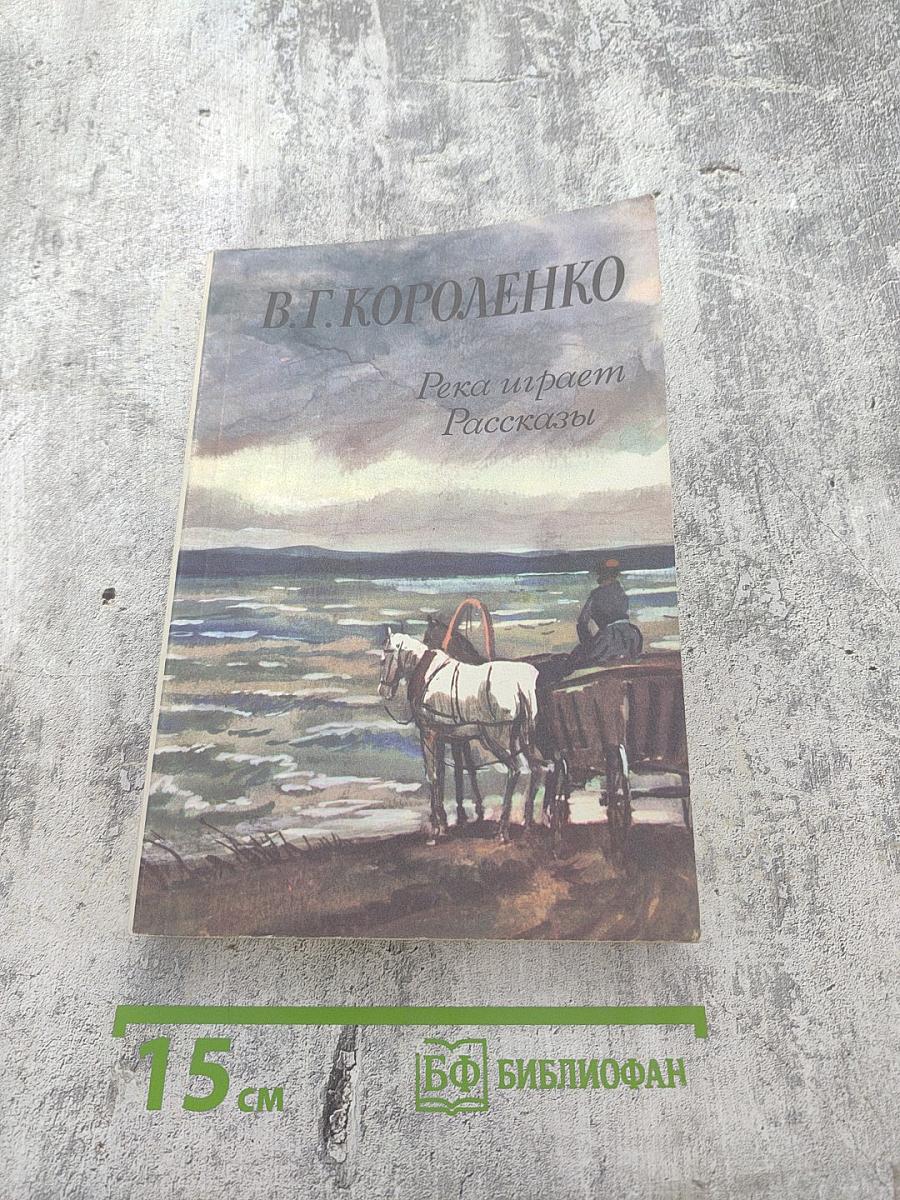 В.Г.КОРОЛЕНКО
Река играет
Рассказы
15 см
БФ БИБЛИОФАН